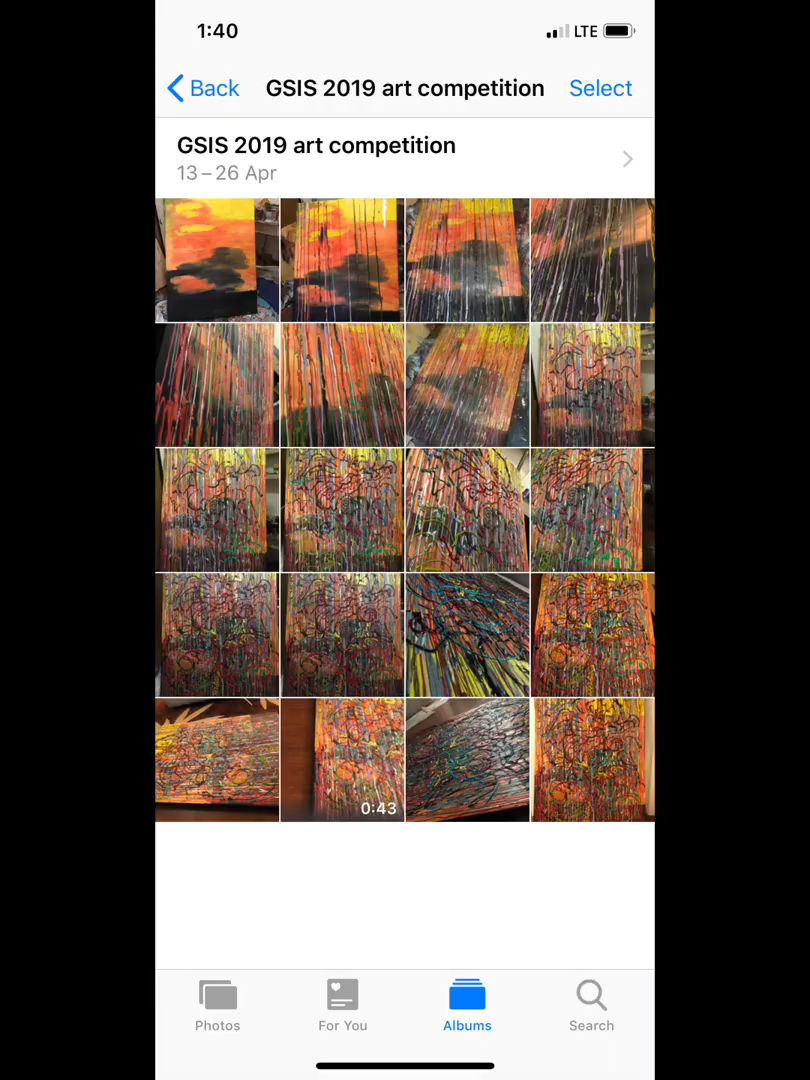 1:40
LTE
Back
GSIS 2019 art competition
Select
GSIS 2019 art competition
13 – 26 Apr
0:43
Photos
For You
Albums
Search